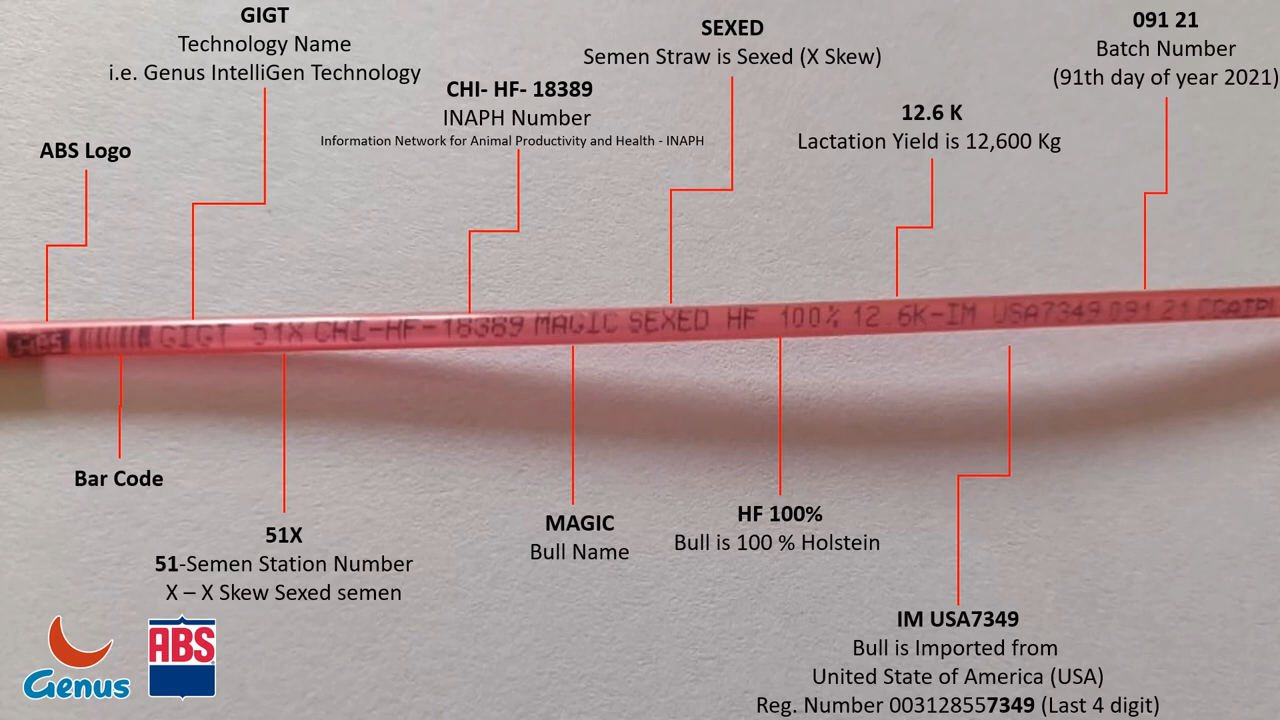 GIGT
Technology Name
i.e. Genus IntelliGen Technology
SEXED
Semen Straw is Sexed (X Skew)
091 21
Batch Number
(91th day of year 2021)
CHI- HF- 18389
INAPH Number
Information Network for Animal Productivity and Health - INAPH
12.6 K
Lactation Yield is 12,600 Kg
ABS Logo
ABS GIGT 51X CHI-HF-18389 MAGIC SEXED HF 100% 12 6K-IM USA7349 091 21
Bar Code
51X
51-Semen Station Number
X – X Skew Sexed semen
MAGIC
Bull Name
HF 100%
Bull is 100 % Holstein
IM USA7349
Bull is Imported from
United State of America (USA)
Reg. Number 003128557349 (Last 4 digit)
Genus
ABS